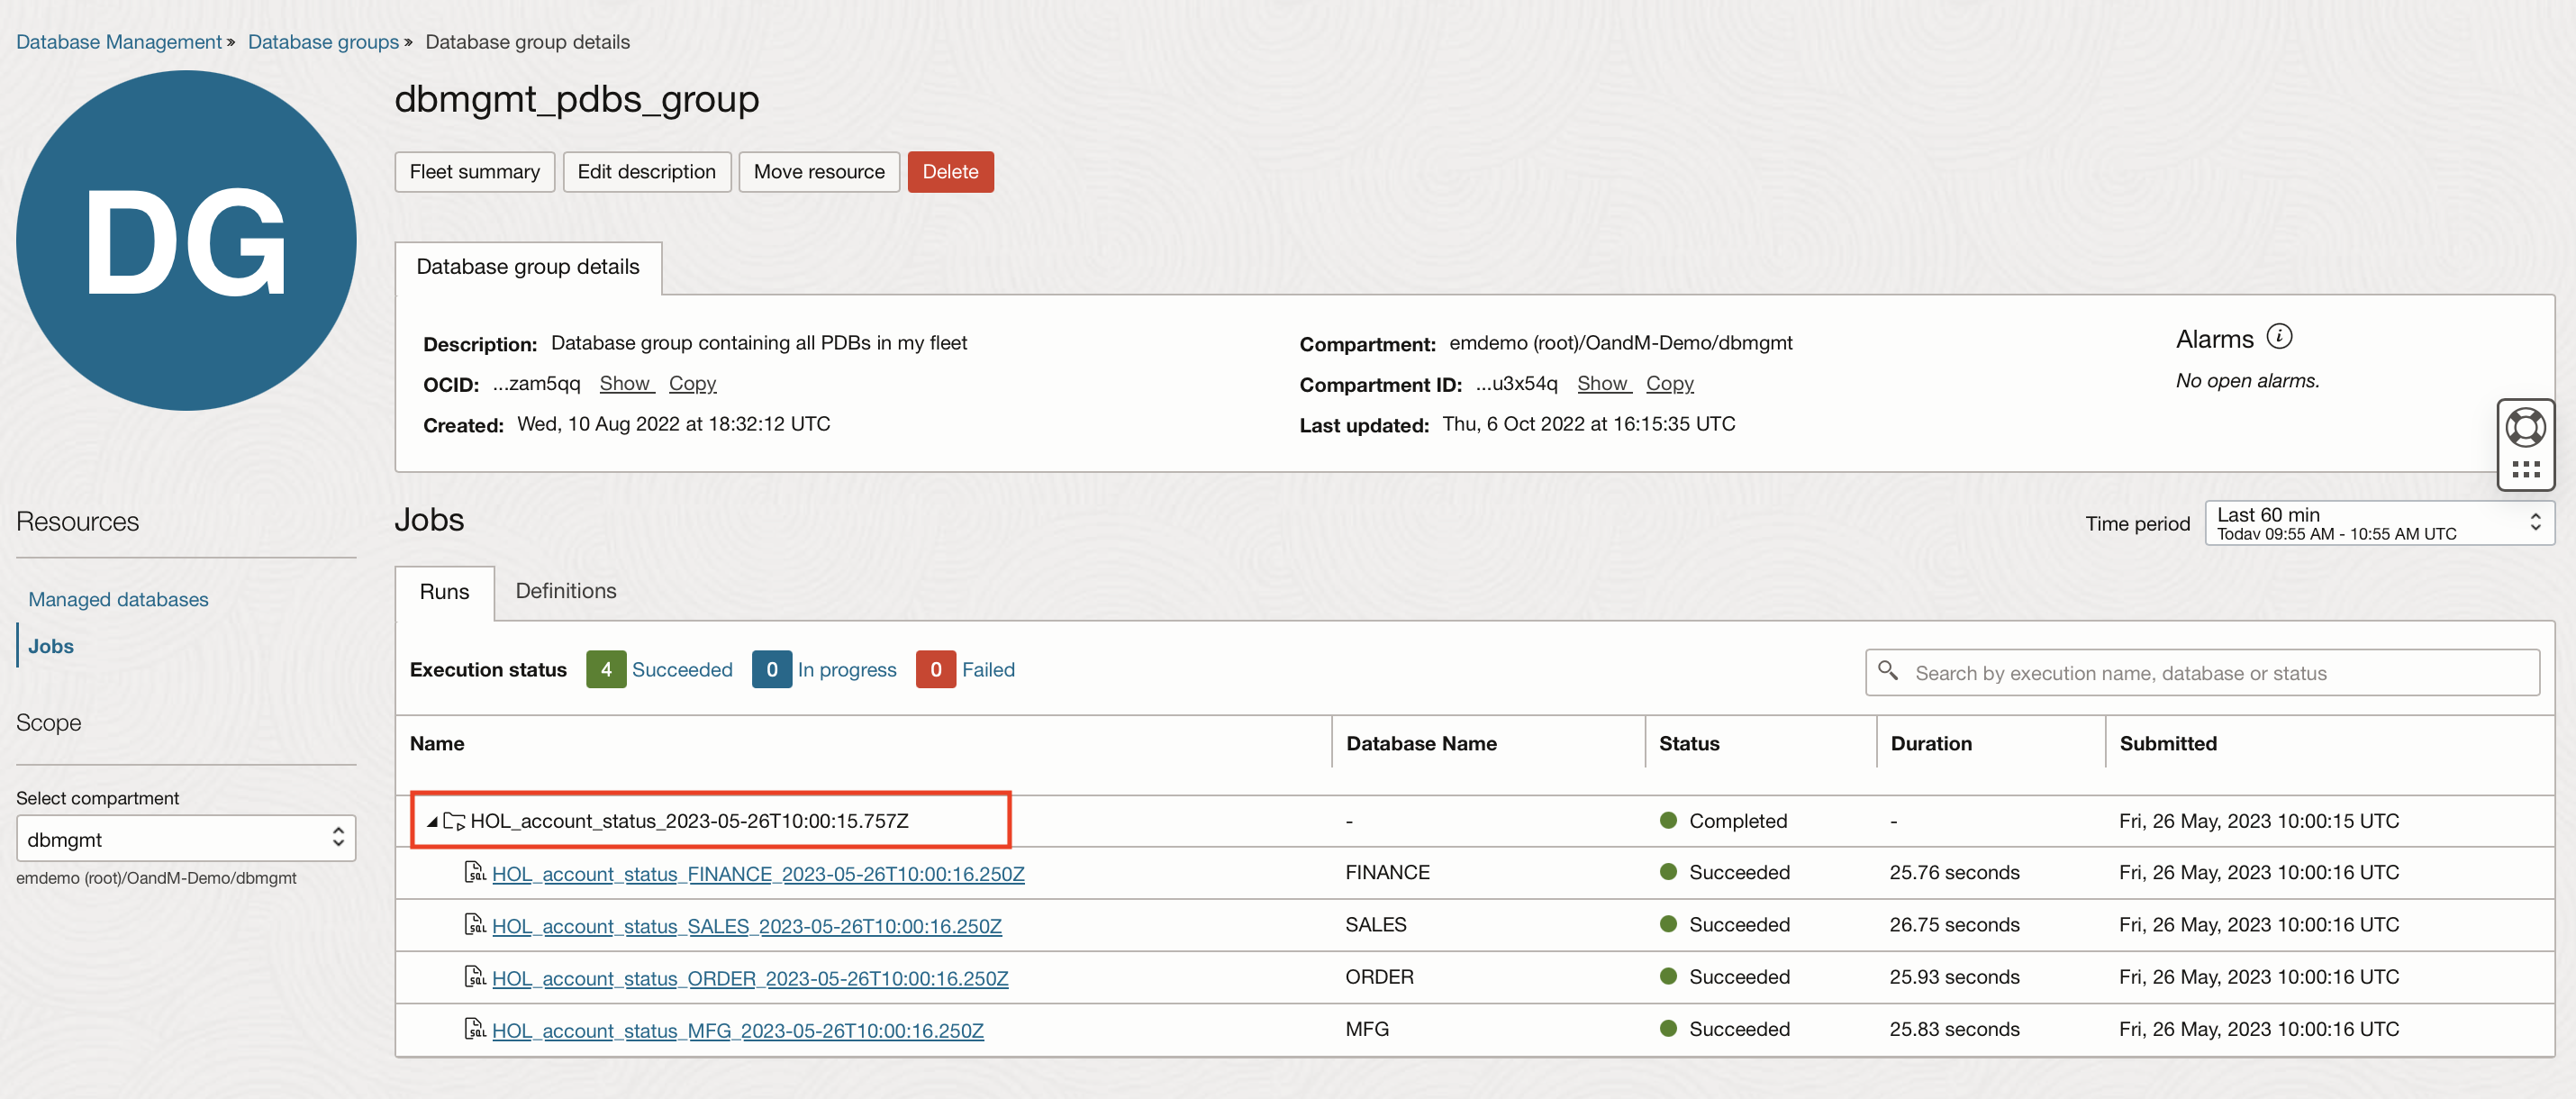 Database Management » Database groups » Database group details
DG
dbmgmt_pdbs_group
Fleet summary Edit description Move resource Delete
Database group details
Description: Database group containing all PDBs in my fleet
OCID: ...zam5qq Show Copy
Created: Wed, 10 Aug 2022 at 18:32:12 UTC
Compartment: emdemo (root)/OandM-Demo/dbmgmt
Compartment ID: ...u3x54q Show Copy
Last updated: Thu, 6 Oct 2022 at 16:15:35 UTC
Alarms i
No open alarms.
Resources
Managed databases
Jobs
Scope
Select compartment
dbmgmt
emdemo (root)/OandM-Demo/dbmgmt
Jobs
Time period Last 60 min
Today 09:55 AM - 10:55 AM UTC
Runs Definitions
Execution status 4 Succeeded 0 In progress 0 Failed
Search by execution name, database or status
Name Database Name Status Duration Submitted
HOL_account_status_2023-05-26T10:00:15.757Z - Completed - Fri, 26 May, 2023 10:00:15 UTC
SQL HOL_account_status_FINANCE_2023-05-26T10:00:16.250Z FINANCE Succeeded 25.76 seconds Fri, 26 May, 2023 10:00:16 UTC
SQL HOL_account_status_SALES_2023-05-26T10:00:16.250Z SALES Succeeded 26.75 seconds Fri, 26 May, 2023 10:00:16 UTC
SQL HOL_account_status_ORDER_2023-05-26T10:00:16.250Z ORDER Succeeded 25.93 seconds Fri, 26 May, 2023 10:00:16 UTC
SQL HOL_account_status_MFG_2023-05-26T10:00:16.250Z MFG Succeeded 25.83 seconds Fri, 26 May, 2023 10:00:16 UTC